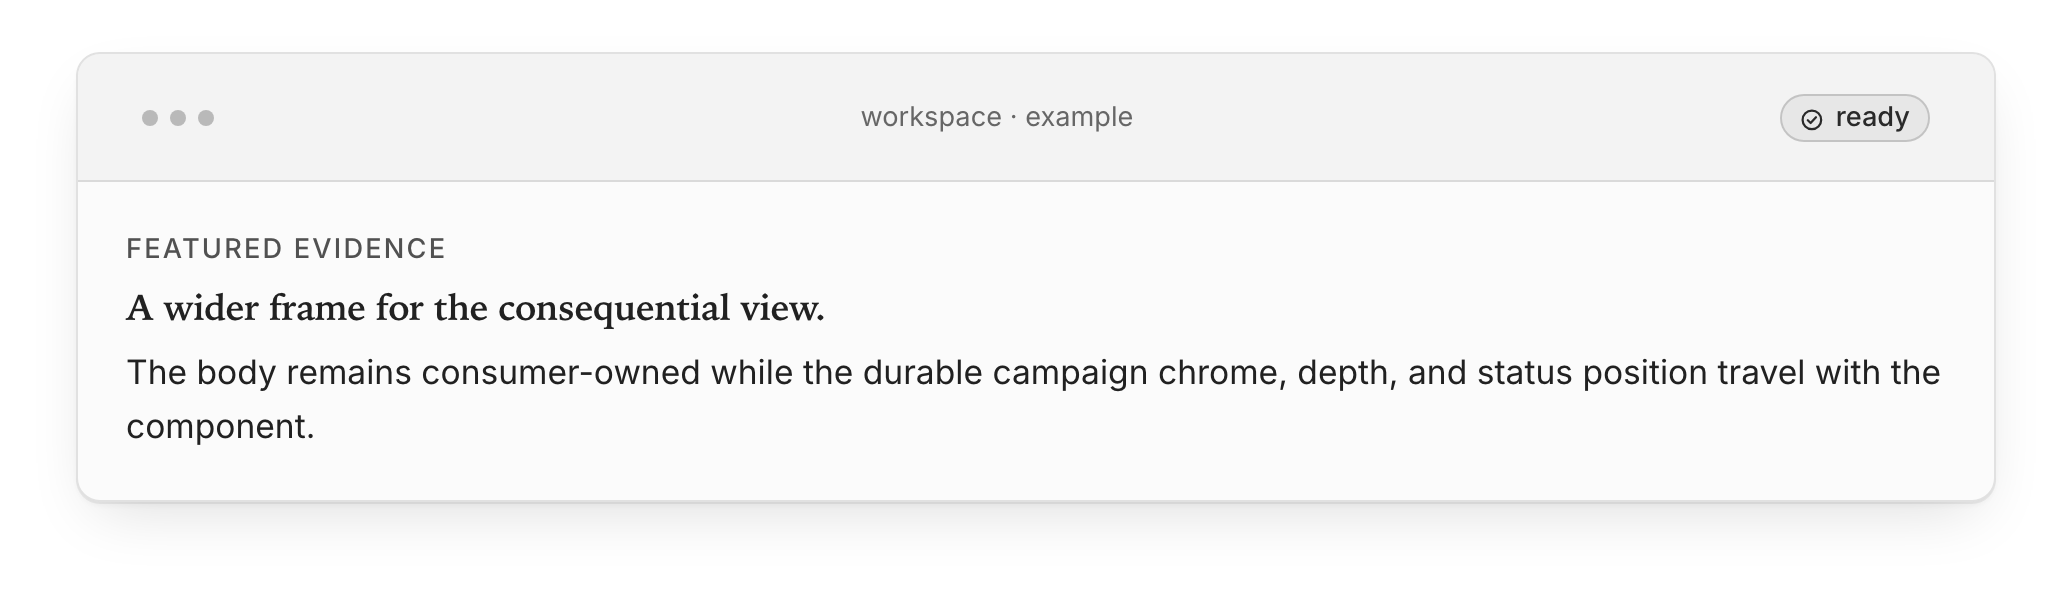 workspace · example
ready
FEATURED EVIDENCE
A wider frame for the consequential view.
The body remains consumer-owned while the durable campaign chrome, depth, and status position travel with the
component.